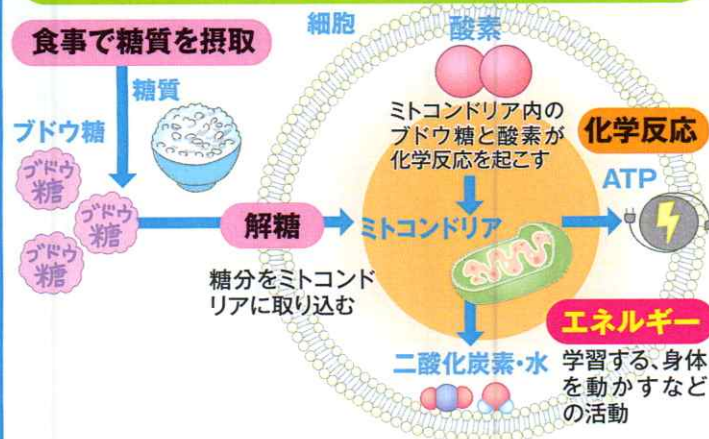 食事で糖質を摂取
糖質
ブドウ糖
ブドウ
糖
ブドウ
糖
ブドウ
糖
解糖
糖分をミトコンド
リアに取り込む
細胞
酸素
ミトコンドリア内の
ブドウ糖と酸素が
化学反応を起こす
ミトコンドリア
二酸化炭素・水
化学反応
ATP
エネルギー
学習する、身体
を動かすなど
の活動